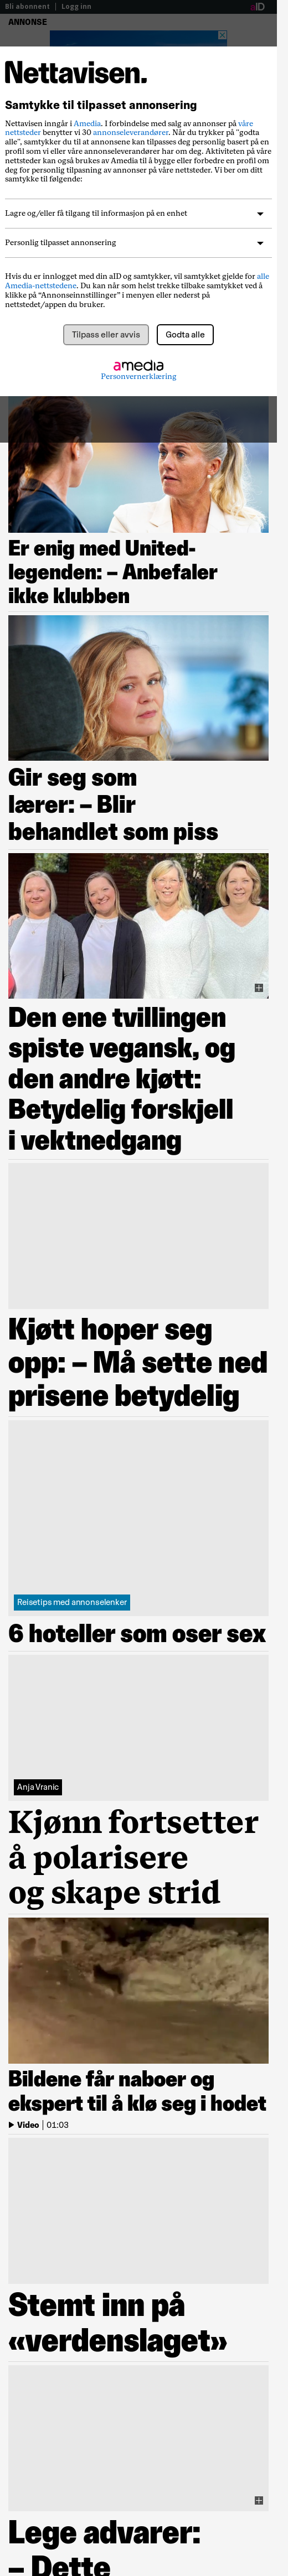 Bli abonnent | Logg inn
aID
ANNONSE
Nettavisen.
Samtykke til tilpasset annonsering
Nettavisen inngår i Amedia. I forbindelse med salg av annonser på våre
nettsteder benytter vi 30 annonseleverandører. Når du trykker på "godta
alle", samtykker du til at annonsene kan tilpasses deg personlig basert på en
profil som vi eller våre annonseleverandører har om deg. Aktiviteten på våre
nettsteder kan også brukes av Amedia til å bygge eller forbedre en profil om
deg for personlig tilpasning av annonser på våre nettsteder. Vi ber om ditt
samtykke til følgende:
Lagre og/eller få tilgang til informasjon på en enhet
Personlig tilpasset annonsering
Hvis du er innlogget med din aID og samtykker, vil samtykket gjelde for alle
Amedia-nettstedene. Du kan når som helst trekke tilbake samtykket ved å
klikke på “Annonseinnstillinger” i menyen eller nederst på
nettstedet/appen du bruker.
Tilpass eller avvis
Godta alle
amedia
Personvernerklæring
Er enig med United-
legenden: – Anbefaler
ikke klubben
Gir seg som
lærer: – Blir
behandlet som piss
Den ene tvillingen
spiste vegansk, og
den andre kjøtt:
Betydelig forskjell
i vektnedgang
Kjøtt hoper seg
opp: – Må sette ned
prisene betydelig
Reisetips med annonselenker
6 hoteller som oser sex
Anja Vranic
Kjønn fortsetter
å polarisere
og skape strid
Bildene får naboer og
ekspert til å klø seg i hodet
Video | 01:03
Stemt inn på
«verdenslaget»
Lege advarer:
– Dette